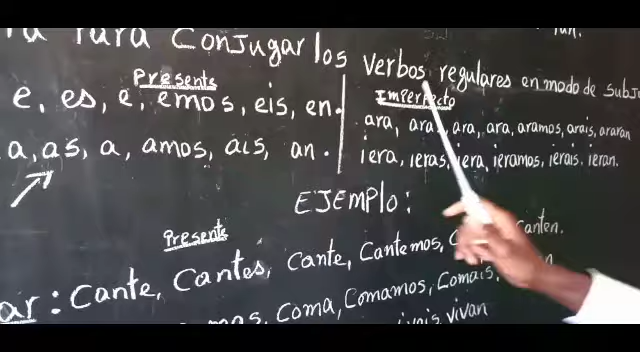 para Conjugar los verbos regulares en modo de subj
Presente
e, es, e, emos, eis, en.
a, as, a, amos, ais, an.
Imperfecto
ara, aras, ara, ara, aramos, arais, araran
iera, ieras, iera, ieramos, ierais. ieran.
EJEMPlo:
Presente
ar: Cante, Cantes, Cante, Cantemos, canten.
Coma, Comamos, Comais,
vivan